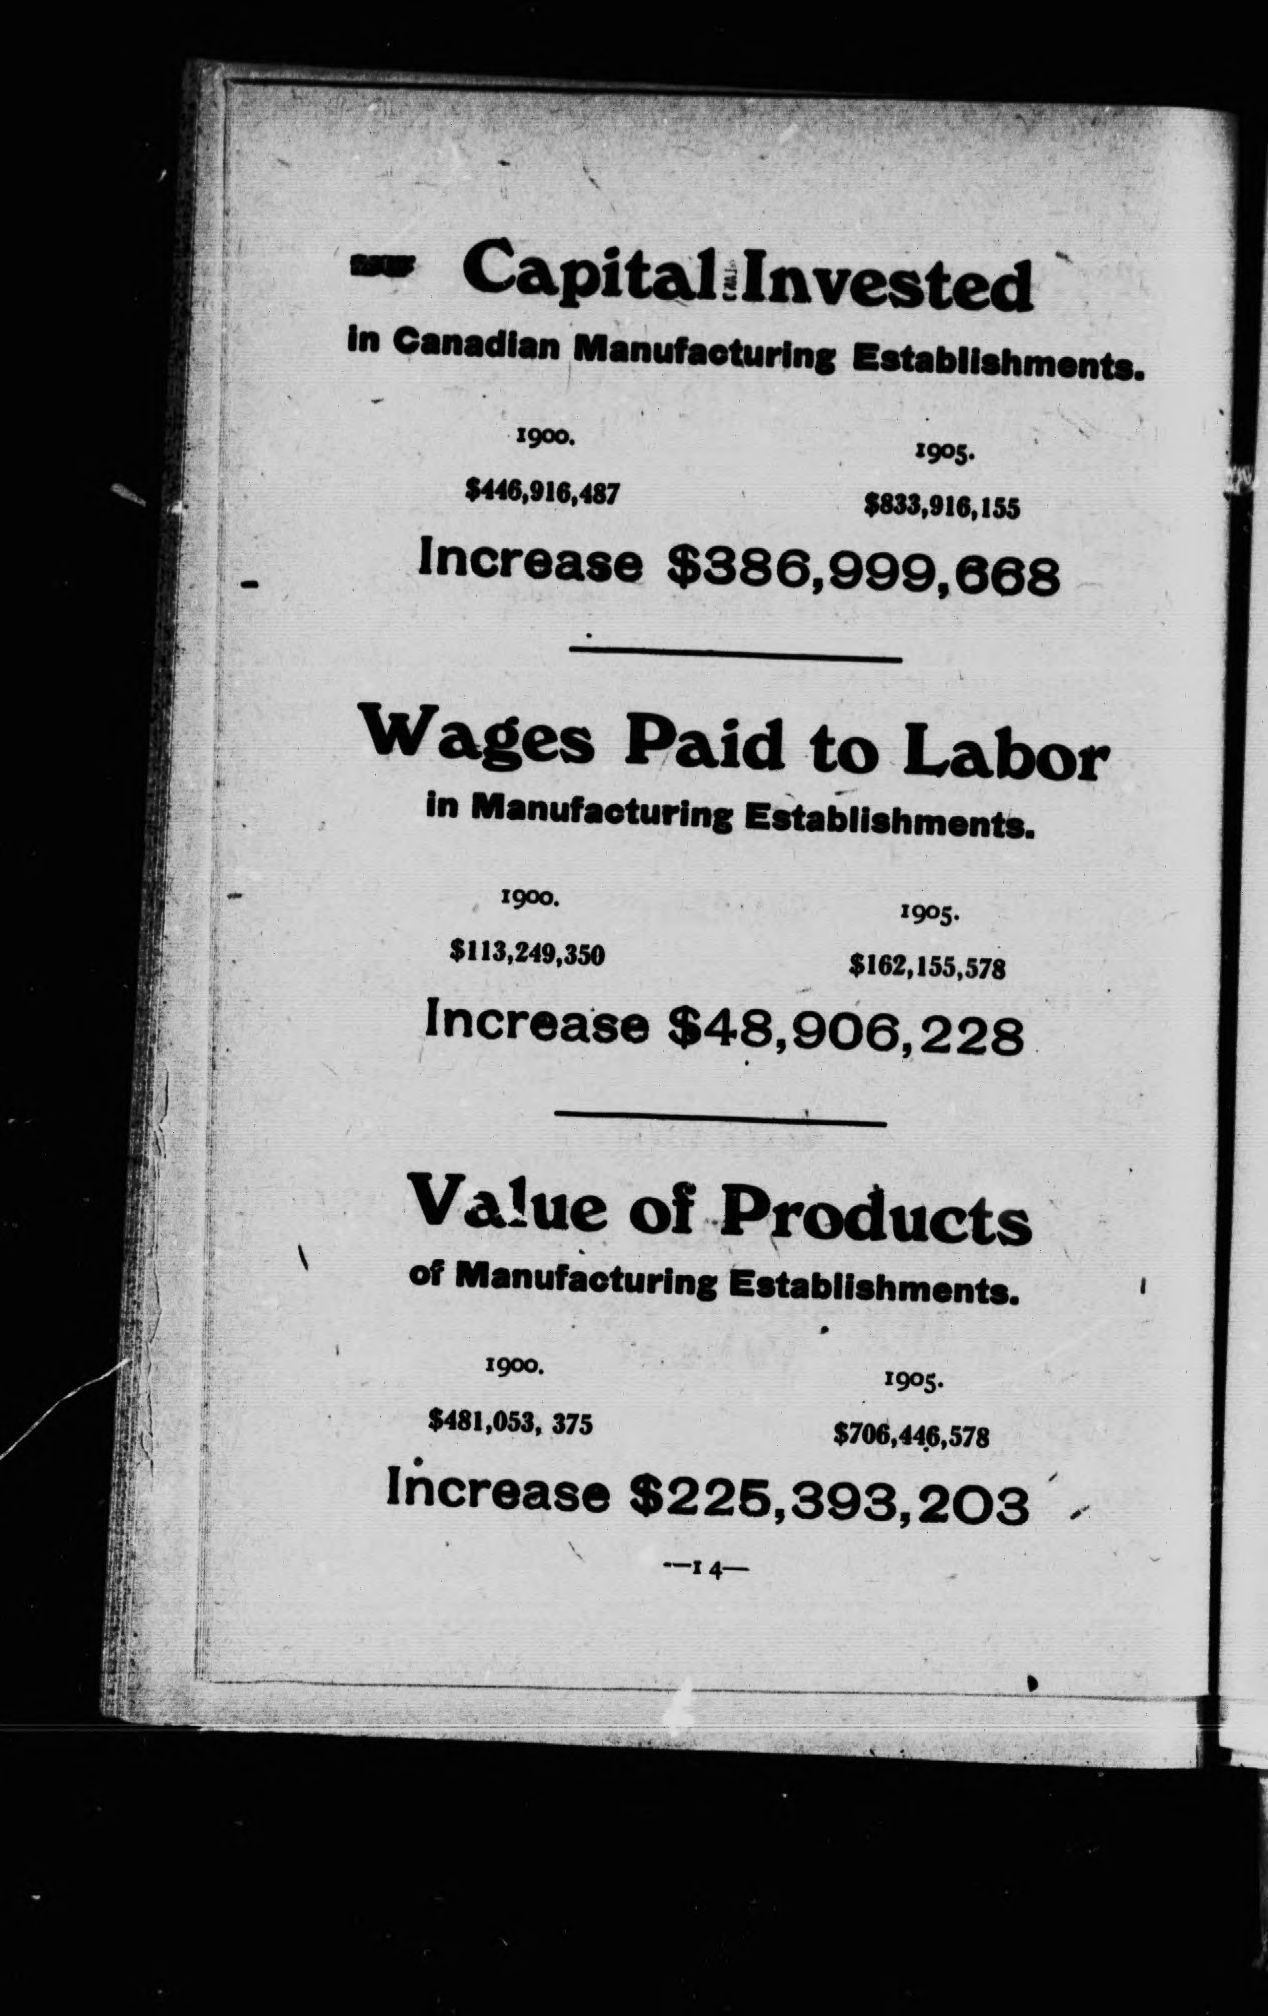 Capital Invested
in Canadian Manufacturing Establishments.
1900. 1905.
$446,916,487 $833,916,155
Increase $386,999,668
Wages Paid to Labor
in Manufacturing Establishments.
1900. 1905.
$113,249,350 $162,155,578
Increase $48,906,228
Value of Products
of Manufacturing Establishments.
1900. 1905.
$481,053, 375 $706,446,578
Increase $225,393,203
—14—